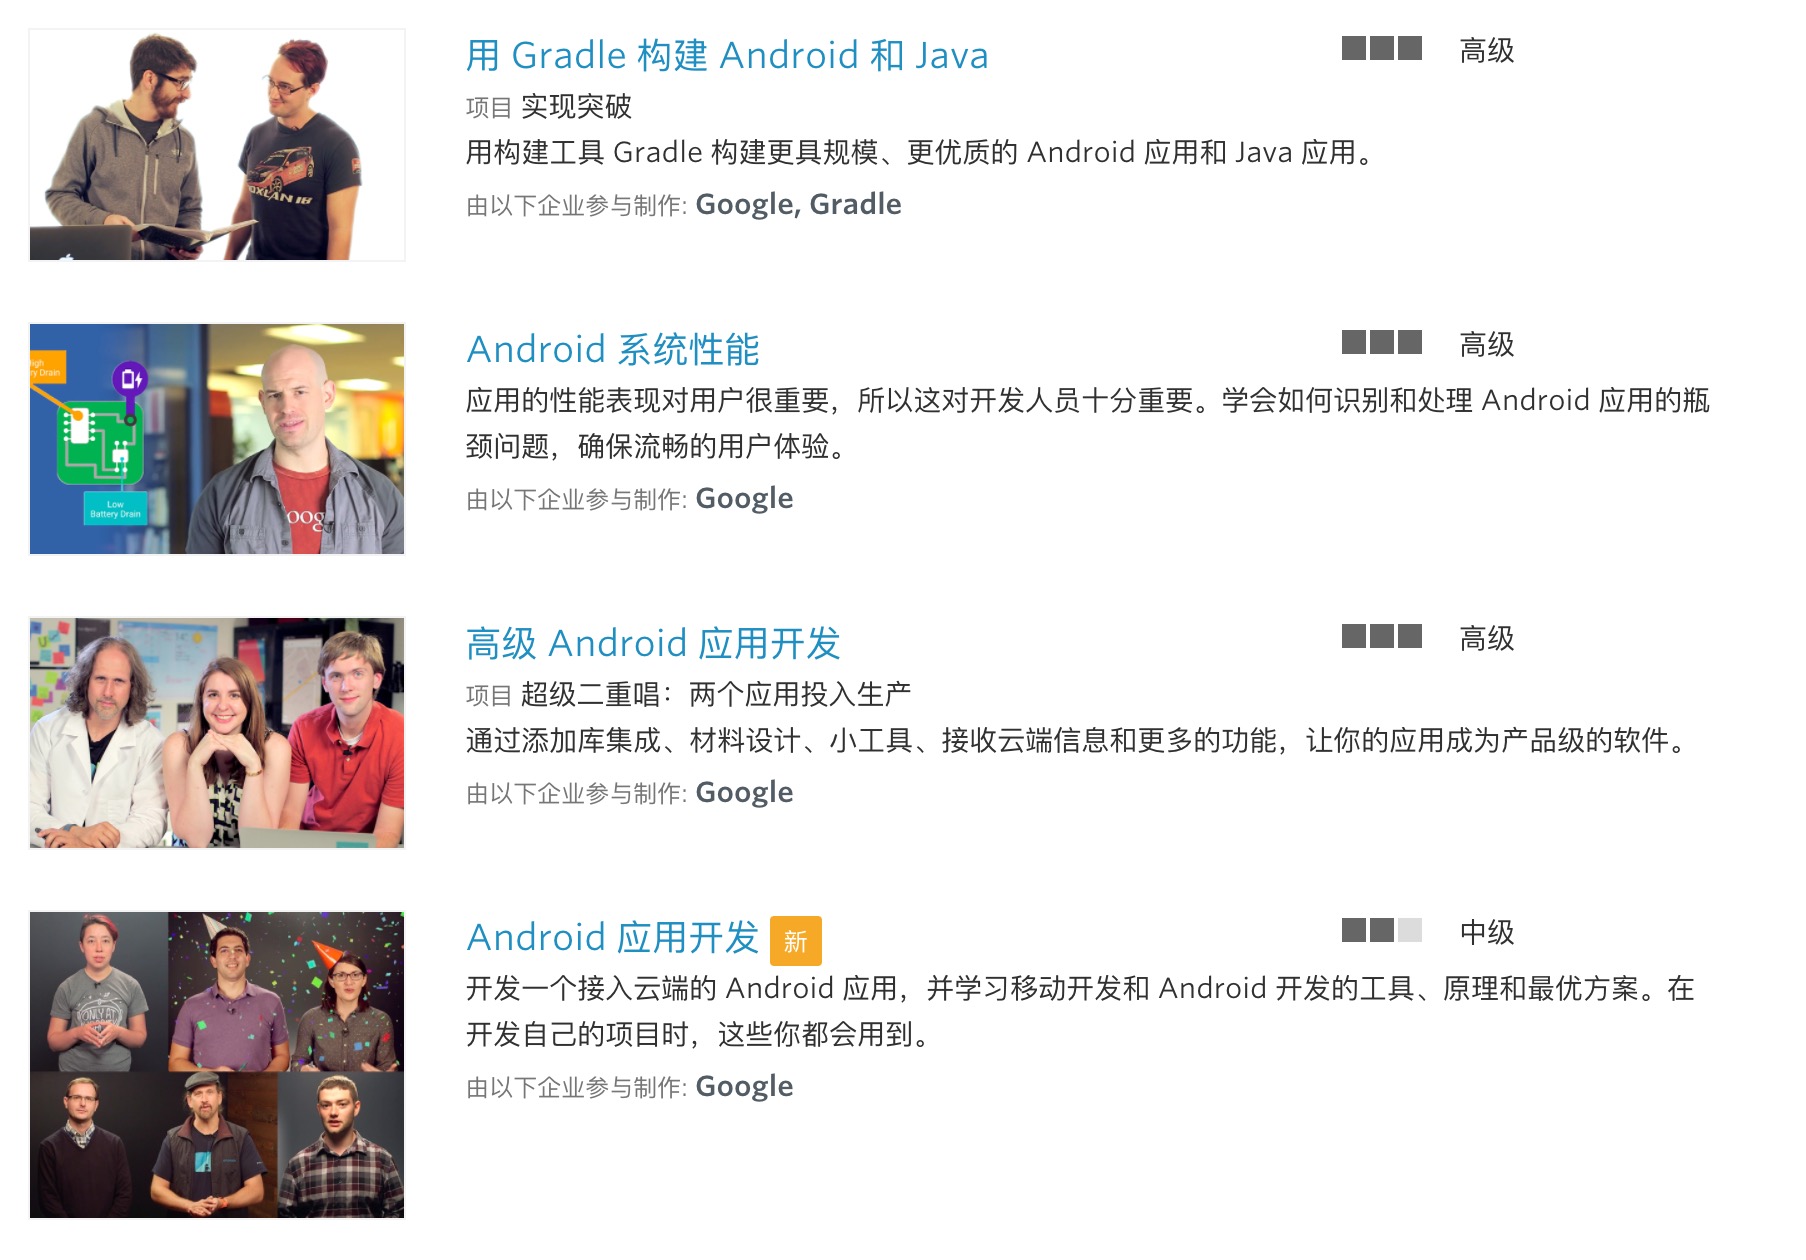 用 Gradle 构建 Android 和 Java
高级
项目 实现突破
用构建工具 Gradle 构建更具规模、更优质的 Android 应用和 Java 应用。
由以下企业参与制作: Google, Gradle
Android 系统性能
高级
应用的性能表现对用户很重要，所以这对开发人员十分重要。学会如何识别和处理 Android 应用的瓶
颈问题，确保流畅的用户体验。
由以下企业参与制作: Google
Low
Battery Drain
高级 Android 应用开发
高级
项目 超级二重唱：两个应用投入生产
通过添加库集成、材料设计、小工具、接收云端信息和更多的功能，让你的应用成为产品级的软件。
由以下企业参与制作: Google
Android 应用开发 新
中级
开发一个接入云端的 Android 应用，并学习移动开发和 Android 开发的工具、原理和最优方案。在
开发自己的项目时，这些你都会用到。
由以下企业参与制作: Google